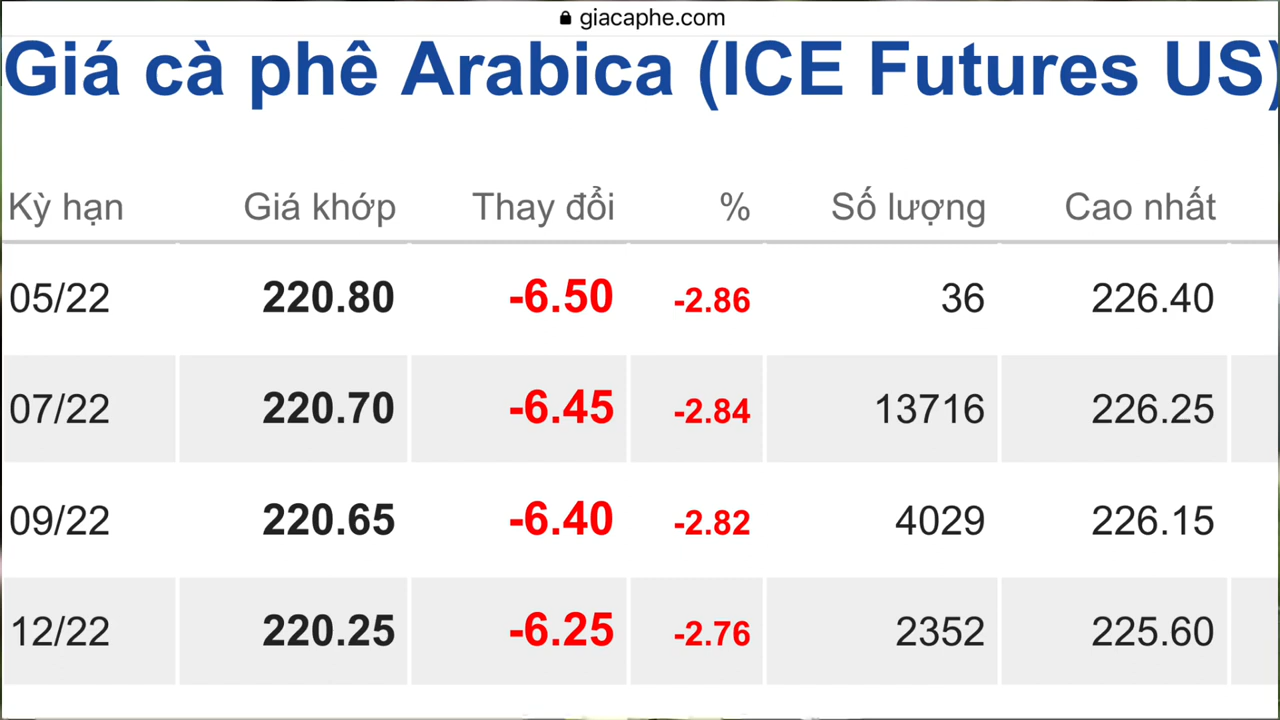 giacaphe.com
Giá cà phê Arabica (ICE Futures US)
Kỳ hạn Giá khớp Thay đổi % Số lượng Cao nhất
05/22 220.80 -6.50 -2.86 36 226.40
07/22 220.70 -6.45 -2.84 13716 226.25
09/22 220.65 -6.40 -2.82 4029 226.15
12/22 220.25 -6.25 -2.76 2352 225.60